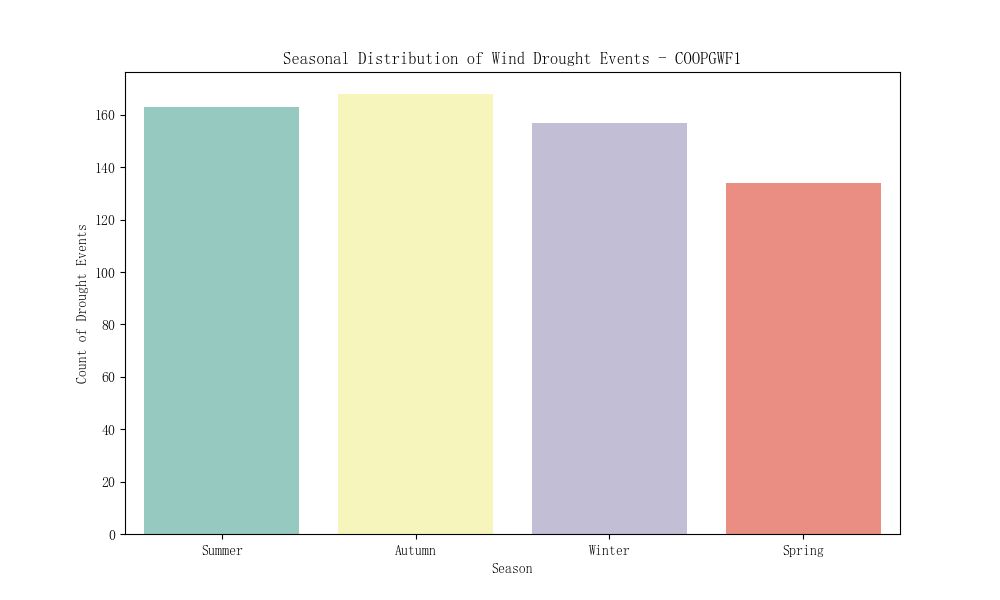 Seasonal Distribution of Wind Drought Events - COOPGWF1
Count of Drought Events
160
140
120
100
80
60
40
20
0
Summer
Autumn
Winter
Spring
Season